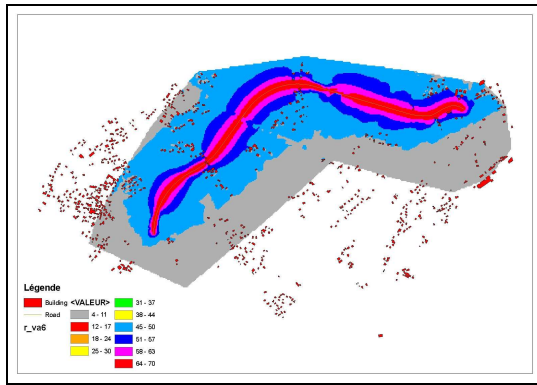 Légende
Building
Road
r_va6
<VALEUR>
4 - 11
12 - 17
18 - 24
25 - 30
31 - 37
38 - 44
45 - 50
51 - 57
58 - 63
64 - 70